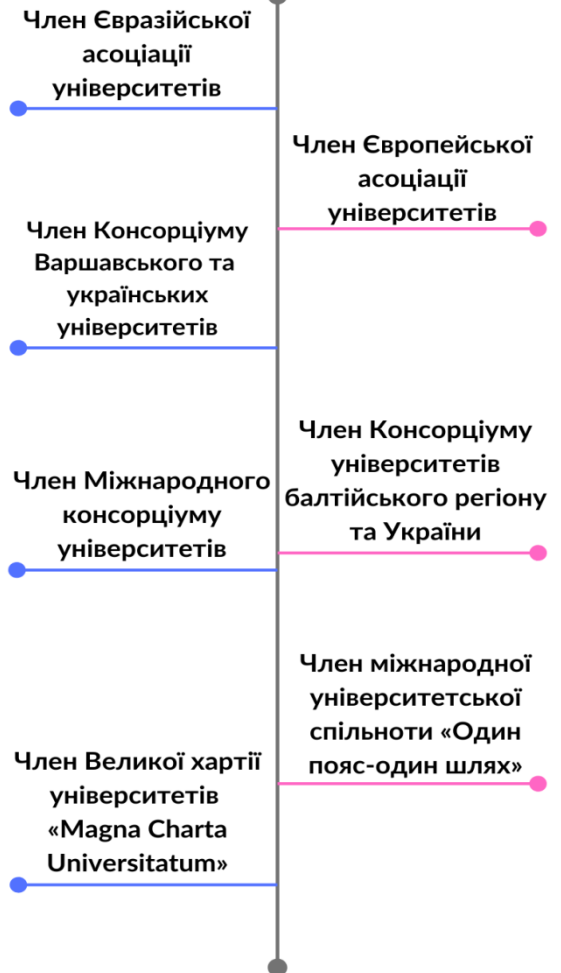 Член Євразійської
асоціації
університетів
Член Європейської
асоціації
університетів
Член Консорціуму
Варшавського та
українських
університетів
Член Консорціуму
університетів
балтійського регіону
та України
Член Міжнародного
консорціуму
університетів
Член міжнародної
університетської
спільноти «Один
пояс-один шлях»
Член Великої хартії
університетів
«Magna Charta
Universitatum»